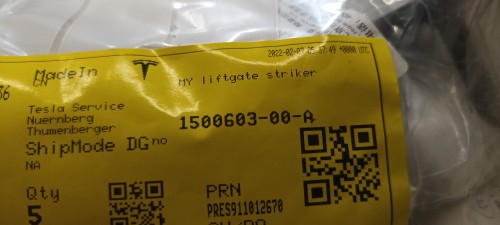 2022-02-07 05:37:49 +0000 UTC
MadeIn
CN
MY liftgate striker
Tesla Service
Nuernberg
Thumenberger
1500603-00-A
ShipMode DG no
NA
Qty
5
PRN
PRES911012670